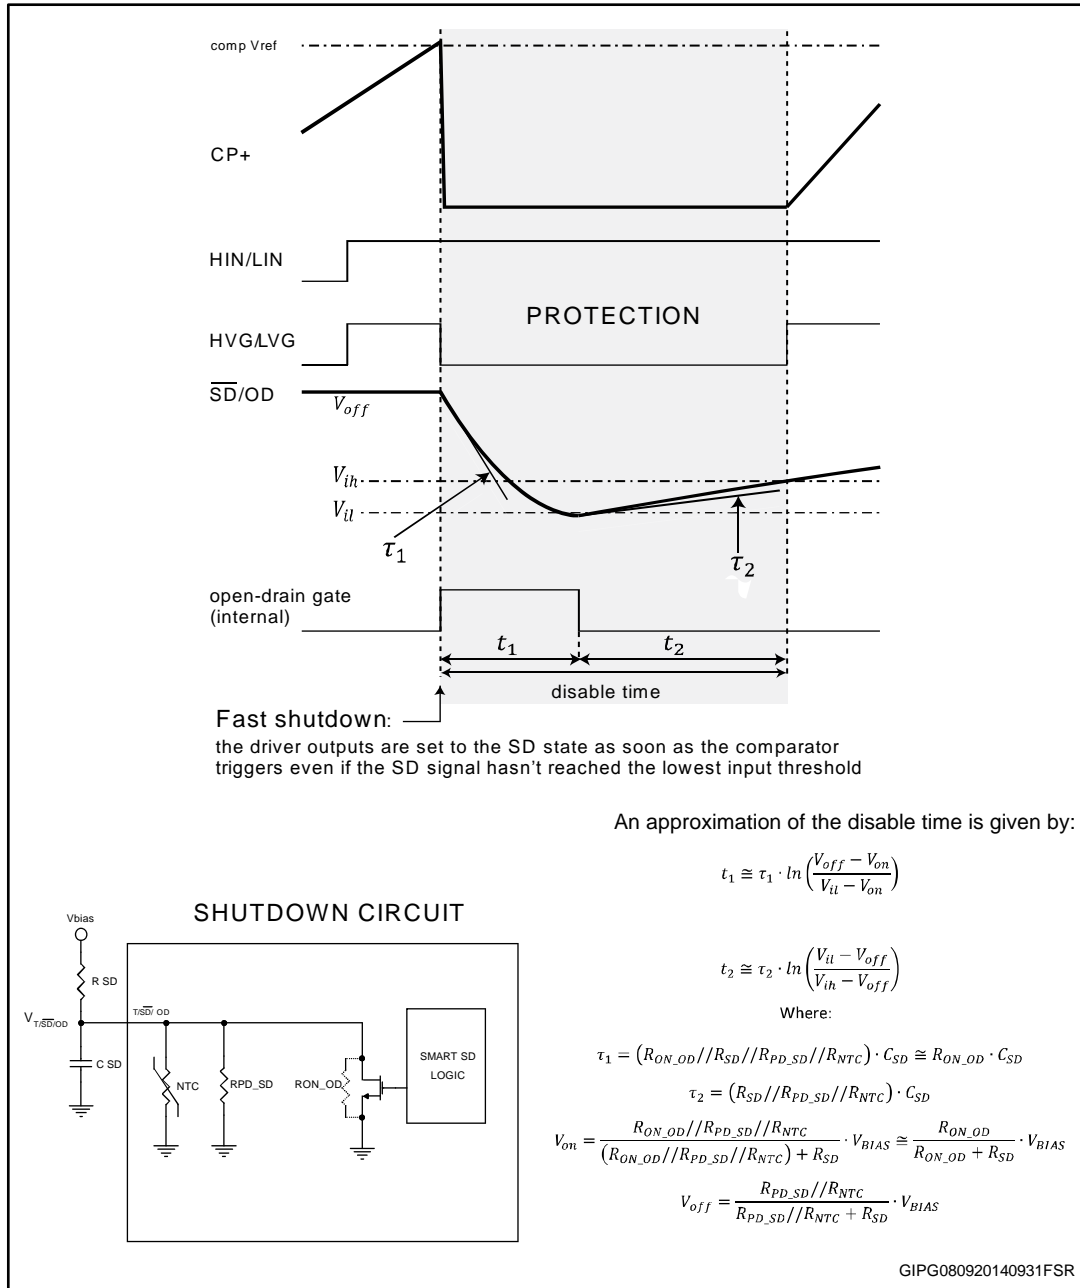 comp Vref
CP+
HIN/LIN
PROTECTION
HVG/LVG
SD/OD
V_off
V_ih
V_il
τ_1
τ_2
open-drain gate
(internal)
t_1
t_2
disable time
Fast shutdown:
the driver outputs are set to the SD state as soon as the comparator
triggers even if the SD signal hasn't reached the lowest input threshold
An approximation of the disable time is given by:
t_1 ≅ τ_1 · ln((V_off − V_on)/(V_il − V_on))
SHUTDOWN CIRCUIT
t_2 ≅ τ_2 · ln((V_il − V_off)/(V_ih − V_off))
Where:
τ_1 = (R_ON_OD//R_SD//R_PD_SD//R_NTC) · C_SD ≅ R_ON_OD · C_SD
τ_2 = (R_SD//R_PD_SD//R_NTC) · C_SD
V_on = (R_ON_OD//R_PD_SD//R_NTC)/((R_ON_OD//R_PD_SD//R_NTC) + R_SD) · V_BIAS ≅ R_ON_OD/(R_ON_OD + R_SD) · V_BIAS
V_off = (R_PD_SD//R_NTC)/(R_PD_SD//R_NTC + R_SD) · V_BIAS
Vbias
R SD
V T/SD/OD
T/SD/ OD
C SD
NTC
RPD_SD
RON_OD
SMART SD
LOGIC
GIPG080920140931FSR